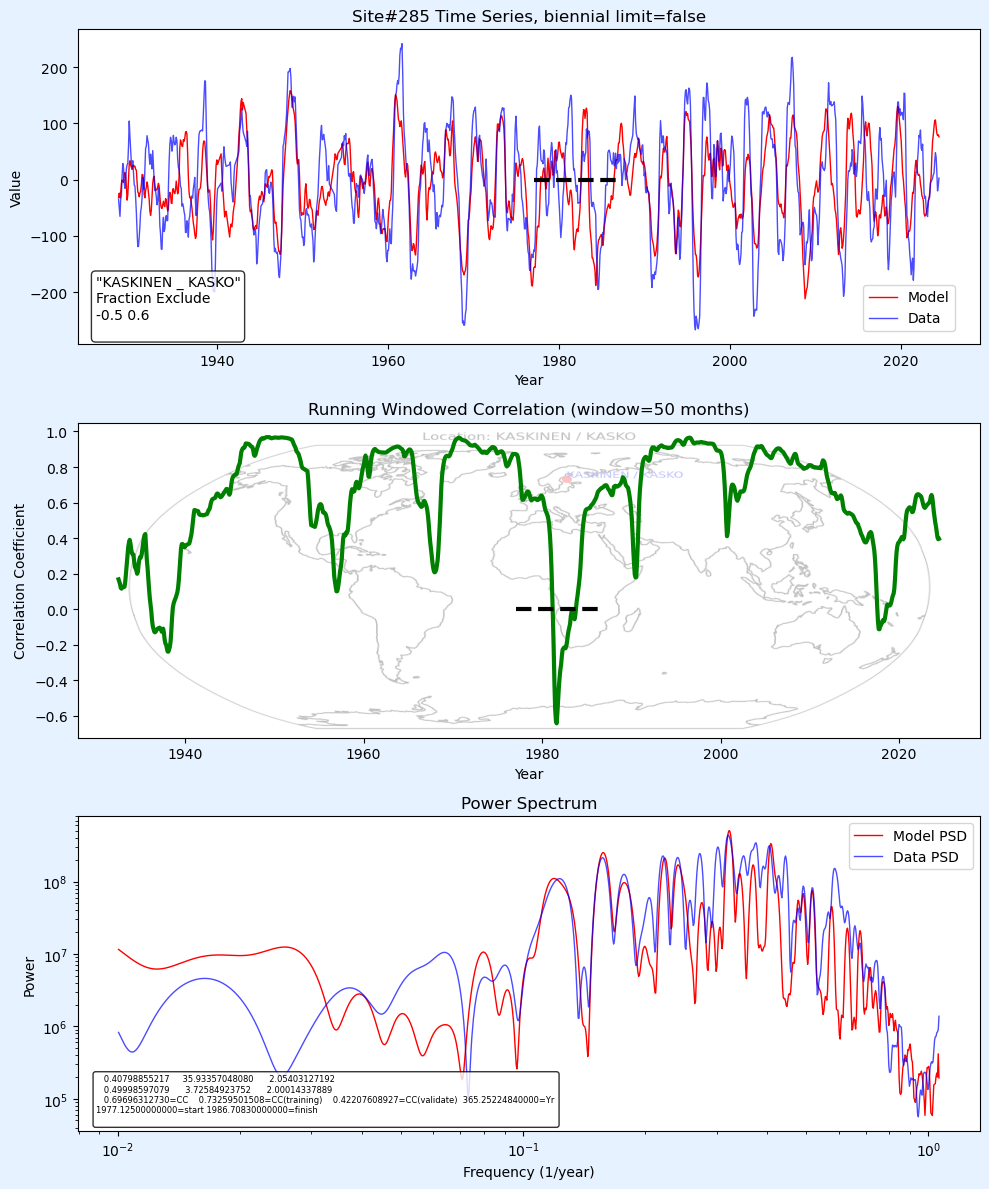 Site#285 Time Series, biennial limit=false
200
100
0
−100
−200
Value
"KASKINEN _ KASKO"
Fraction Exclude
-0.5 0.6
Model
Data
1940
1960
1980
2000
2020
Year
Running Windowed Correlation (window=50 months)
Location: KASKINEN / KASKO
KASKINEN / KASKO
1.0
0.8
0.6
0.4
0.2
0.0
−0.2
−0.4
−0.6
Correlation Coefficient
1940
1960
1980
2000
2020
Year
Power Spectrum
Model PSD
Data PSD
10^8
10^7
10^6
10^5
Power
0.40798855217 35.93357048080 2.05403127192
0.49998597079 3.72584923752 2.00014337889
0.69696312730=CC 0.73259501508=CC(training) 0.42207608927=CC(validate) 365.25224840000=Yr
1977.12500000000=start 1986.70830000000=finish
10^−2
10^−1
10^0
Frequency (1/year)